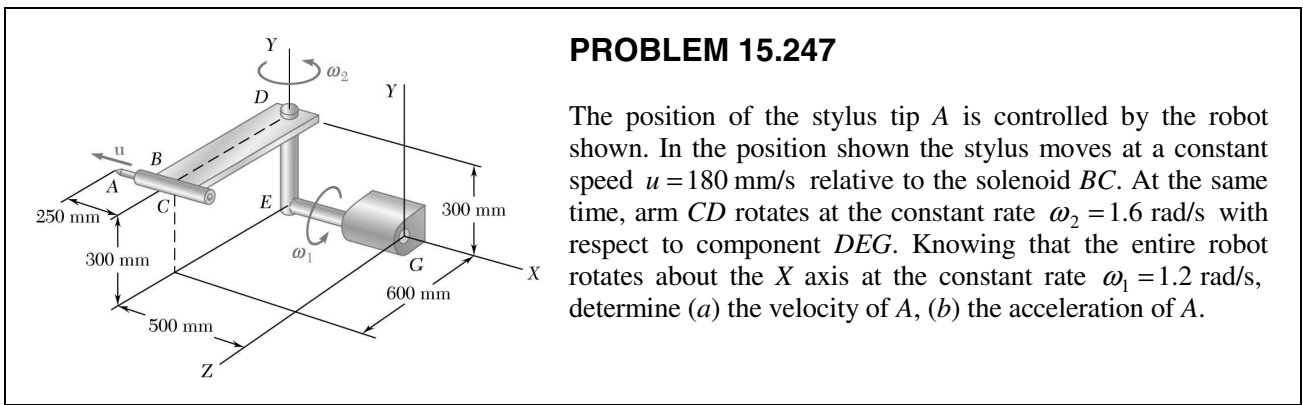 PROBLEM 15.247
The position of the stylus tip A is controlled by the robot
shown. In the position shown the stylus moves at a constant
speed u = 180 mm/s relative to the solenoid BC. At the same
time, arm CD rotates at the constant rate ω₂ = 1.6 rad/s with
respect to component DEG. Knowing that the entire robot
rotates about the X axis at the constant rate ω₁ = 1.2 rad/s,
determine (a) the velocity of A, (b) the acceleration of A.
Y
ω₂
D
Y
u
B
A
C
E
250 mm
300 mm
300 mm
ω₁
G
X
600 mm
500 mm
Z